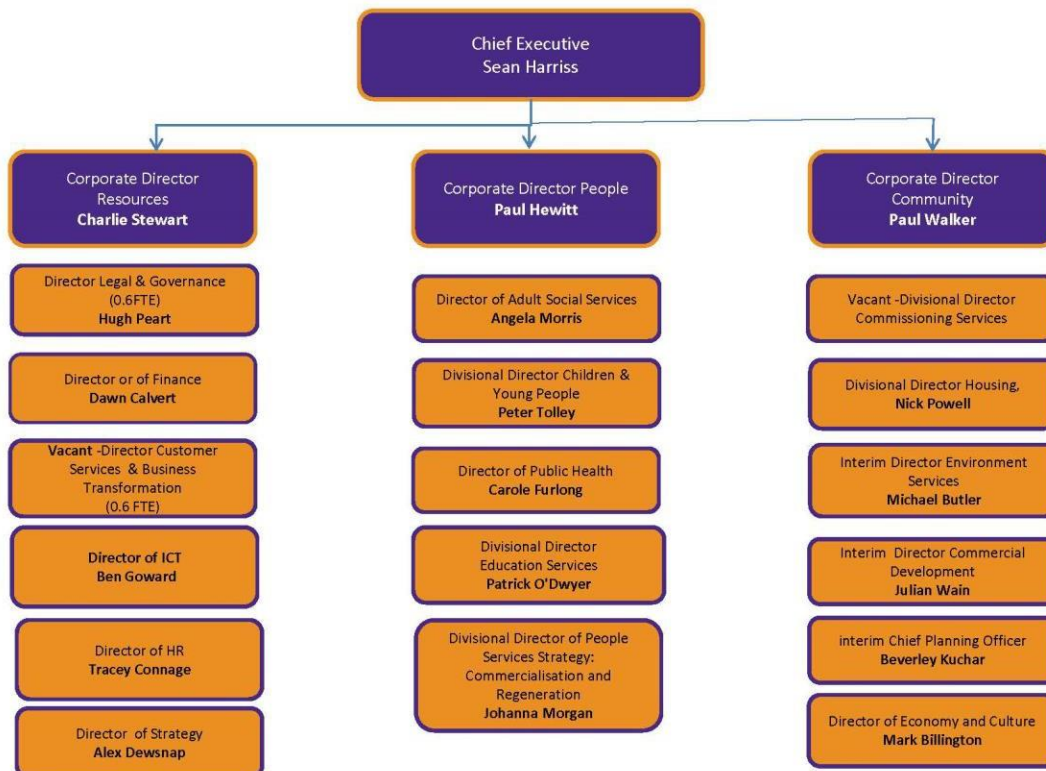 Chief Executive
Sean Harriss
Corporate Director
Resources
Charlie Stewart
Director Legal & Governance
(0.6FTE)
Hugh Peart
Director or of Finance
Dawn Calvert
Vacant -Director Customer
Services & Business
Transformation
(0.6 FTE)
Director of ICT
Ben Goward
Director of HR
Tracey Connage
Director of Strategy
Alex Dewsnap
Corporate Director People
Paul Hewitt
Director of Adult Social Services
Angela Morris
Divisional Director Children &
Young People
Peter Tolley
Director of Public Health
Carole Furlong
Divisional Director
Education Services
Patrick O'Dwyer
Divisional Director of People
Services Strategy:
Commercialisation and
Regeneration
Johanna Morgan
Corporate Director
Community
Paul Walker
Vacant -Divisional Director
Commissioning Services
Divisional Director Housing,
Nick Powell
Interim Director Environment
Services
Michael Butler
Interim Director Commercial
Development
Julian Wain
interim Chief Planning Officer
Beverley Kuchar
Director of Economy and Culture
Mark Billington